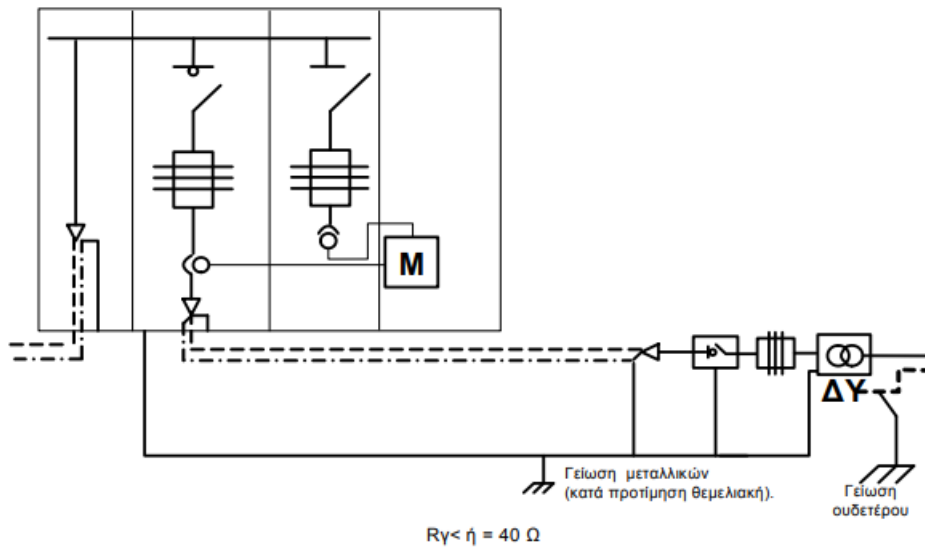 M
ΔΥ
Γείωση μεταλλικών
(κατά προτίμηση θεμελιακή).
Γείωση
ουδετέρου
Rγ< ή = 40 Ω